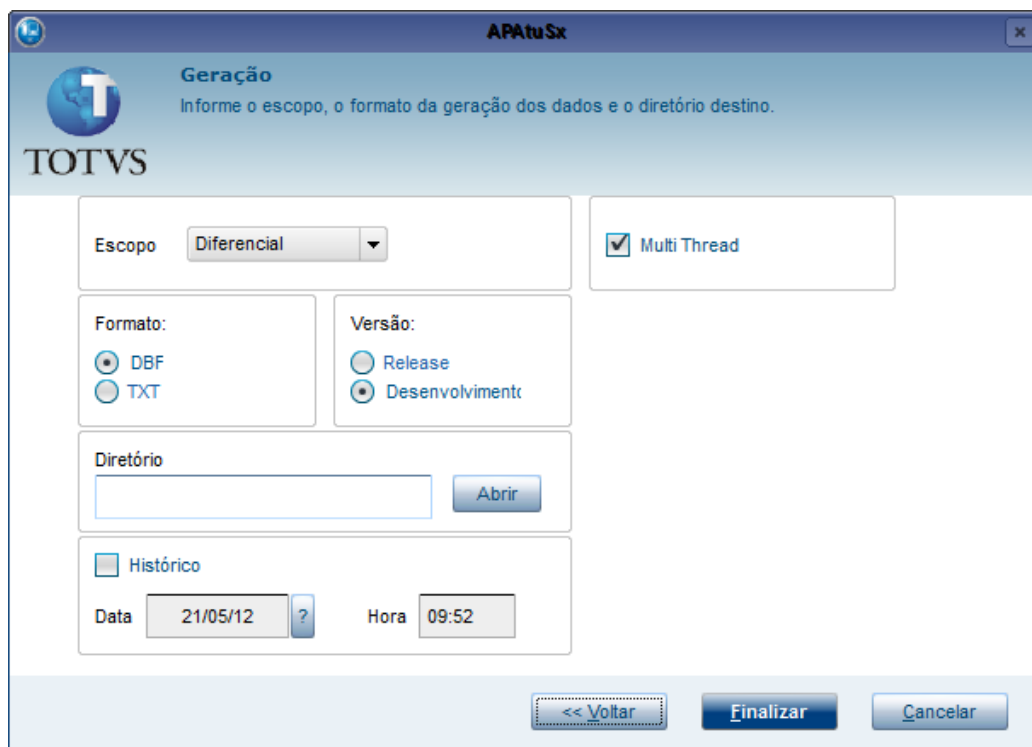 APAtuSx
Geração
Informe o escopo, o formato da geração dos dados e o diretório destino.
TOTVS
Escopo Diferencial Multi Thread
Formato: Versão:
DBF Release
TXT Desenvolviment
Diretório
Abrir
Histórico
Data 21/05/12 ? Hora 09:52
<< Voltar Finalizar Cancelar